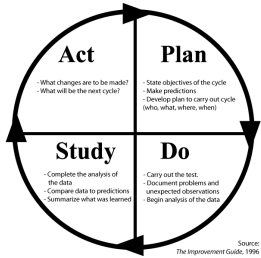 Act
- What changes are to be made?
- What will be the next cycle?
Plan
- State objectives of the cycle
- Make predictions
- Develop plan to carry out cycle
(who, what, where, when)
Study
- Complete the analysis of
the data
- Compare data to predictions
- Summarize what was learned
Do
- Carry out the test.
- Document problems and
unexpected observations
- Begin analysis of the data
Source:
The Improvement Guide, 1996